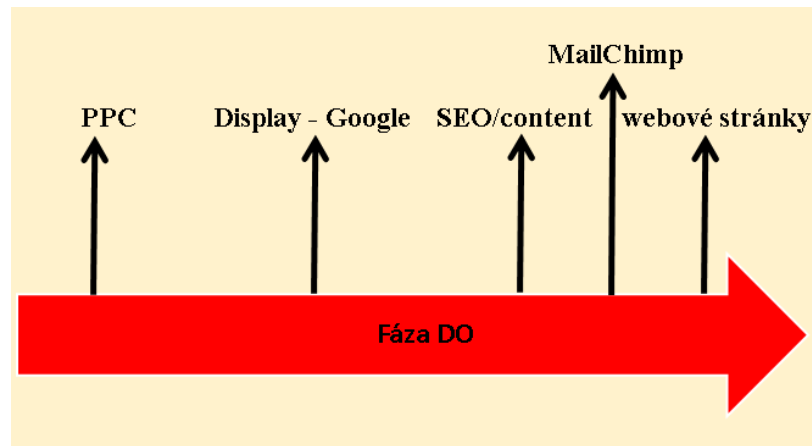 MailChimp
PPC
Display - Google
SEO/content
webové stránky
Fáza DO